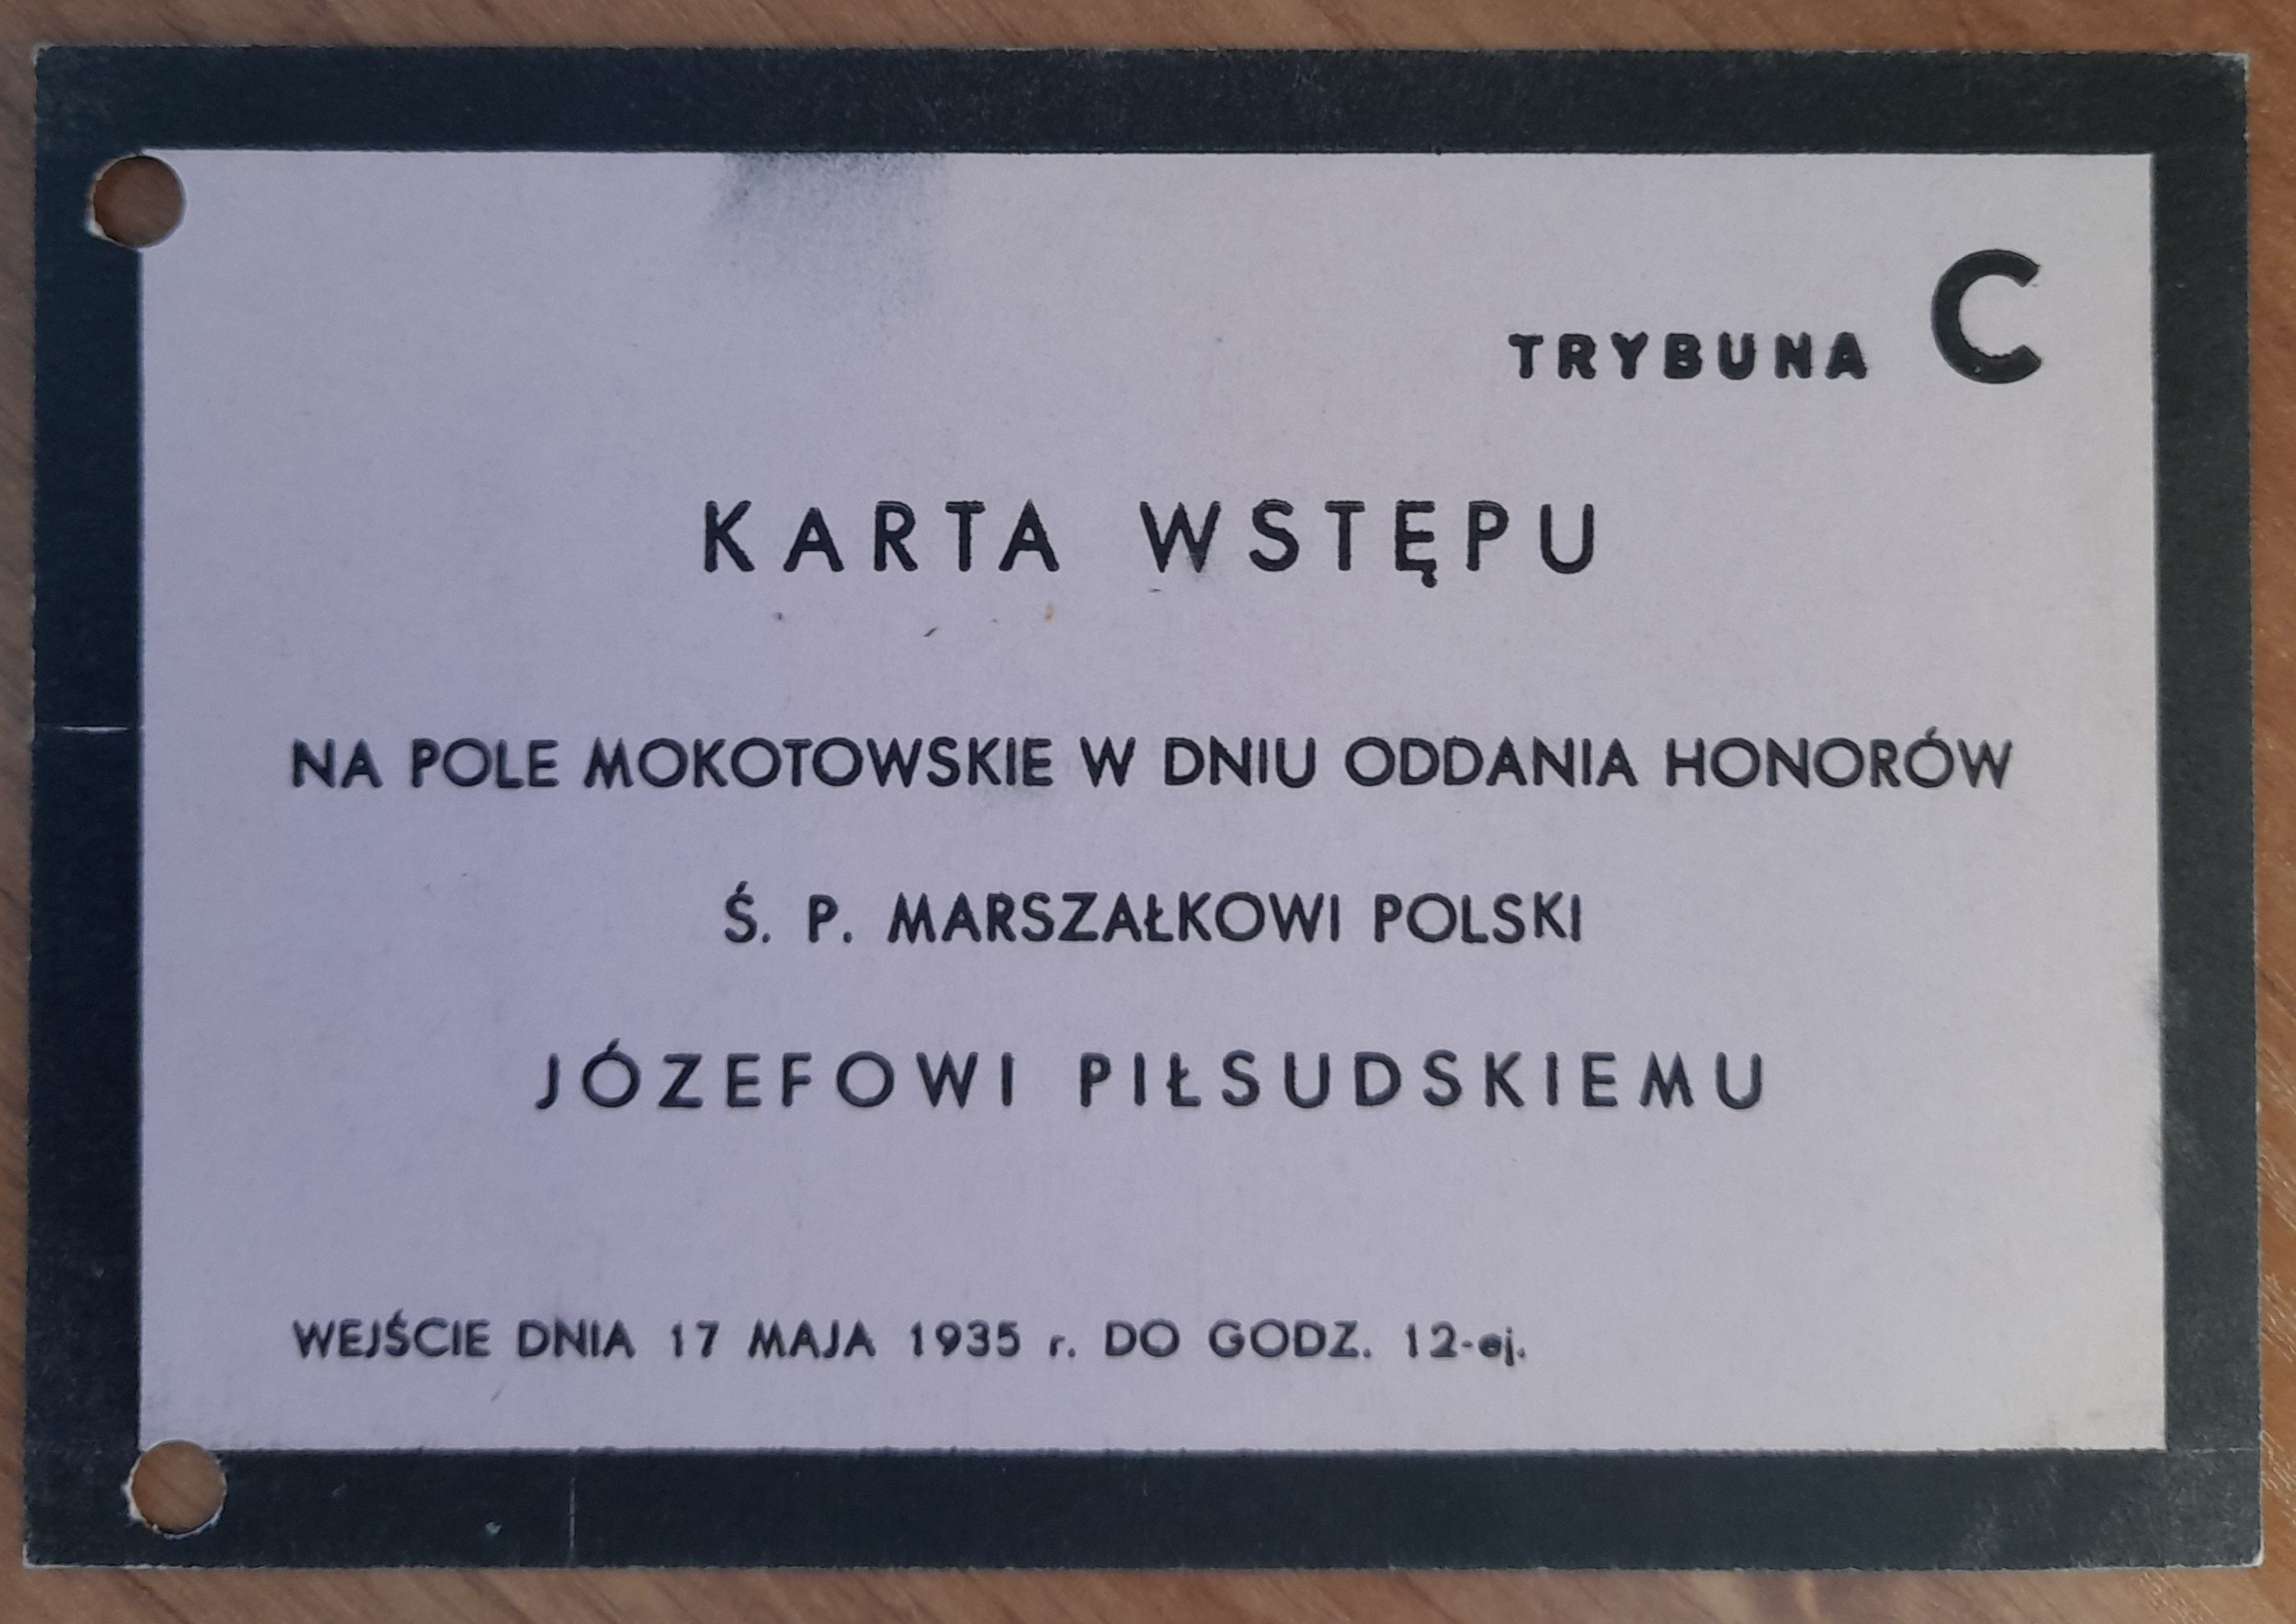 TRYBUNA C
KARTA WSTĘPU
NA POLE MOKOTOWSKIE W DNIU ODDANIA HONORÓW
Ś. P. MARSZAŁKOWI POLSKI
JÓZEFOWI PIŁSUDSKIEMU
WEJŚCIE DNIA 17 MAJA 1935 r. DO GODZ. 12-ej.